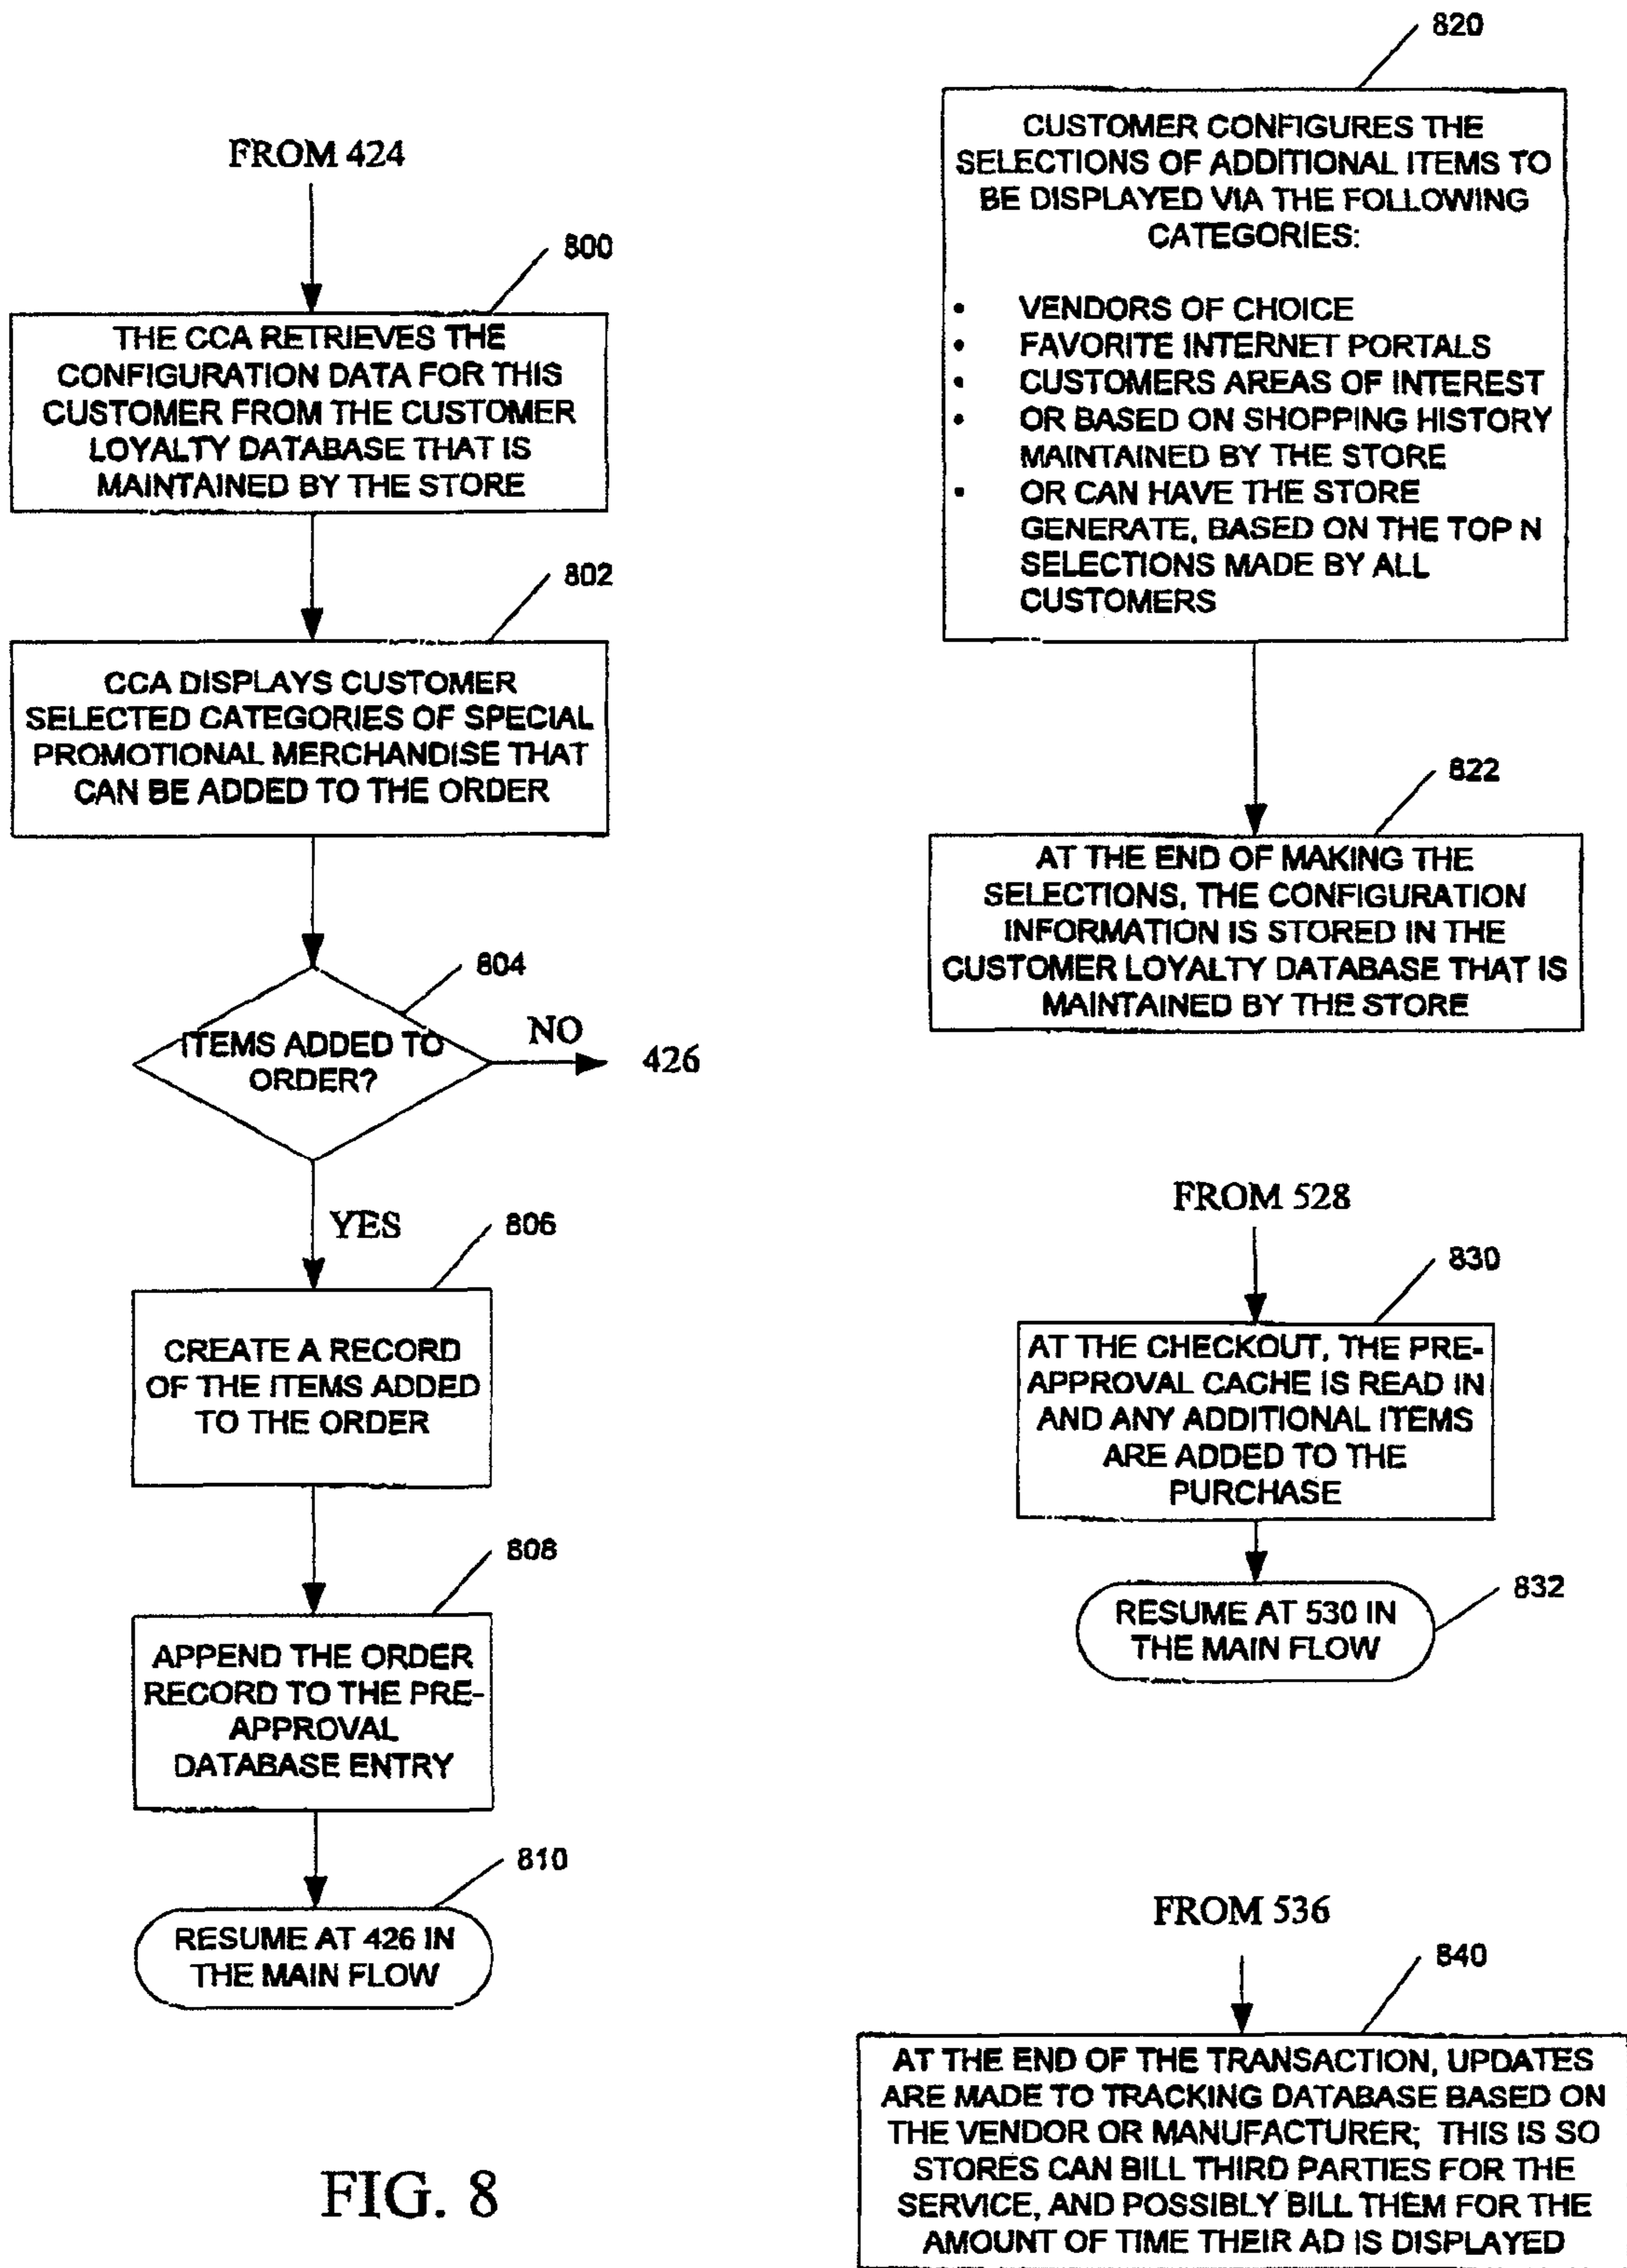 FROM 424
800
THE CCA RETRIEVES THE
CONFIGURATION DATA FOR THIS
CUSTOMER FROM THE CUSTOMER
LOYALTY DATABASE THAT IS
MAINTAINED BY THE STORE
802
CCA DISPLAYS CUSTOMER
SELECTED CATEGORIES OF SPECIAL
PROMOTIONAL MERCHANDISE THAT
CAN BE ADDED TO THE ORDER
804
ITEMS ADDED TO
ORDER?
NO
426
YES
806
CREATE A RECORD
OF THE ITEMS ADDED
TO THE ORDER
808
APPEND THE ORDER
RECORD TO THE PRE-
APPROVAL
DATABASE ENTRY
810
RESUME AT 426 IN
THE MAIN FLOW
820
CUSTOMER CONFIGURES THE
SELECTIONS OF ADDITIONAL ITEMS TO
BE DISPLAYED VIA THE FOLLOWING
CATEGORIES:
• VENDORS OF CHOICE
• FAVORITE INTERNET PORTALS
• CUSTOMERS AREAS OF INTEREST
• OR BASED ON SHOPPING HISTORY
MAINTAINED BY THE STORE
• OR CAN HAVE THE STORE
GENERATE, BASED ON THE TOP N
SELECTIONS MADE BY ALL
CUSTOMERS
822
AT THE END OF MAKING THE
SELECTIONS, THE CONFIGURATION
INFORMATION IS STORED IN THE
CUSTOMER LOYALTY DATABASE THAT IS
MAINTAINED BY THE STORE
FROM 528
830
AT THE CHECKOUT, THE PRE-
APPROVAL CACHE IS READ IN
AND ANY ADDITIONAL ITEMS
ARE ADDED TO THE
PURCHASE
832
RESUME AT 530 IN
THE MAIN FLOW
FROM 536
840
AT THE END OF THE TRANSACTION, UPDATES
ARE MADE TO TRACKING DATABASE BASED ON
THE VENDOR OR MANUFACTURER; THIS IS SO
STORES CAN BILL THIRD PARTIES FOR THE
SERVICE, AND POSSIBLY BILL THEM FOR THE
AMOUNT OF TIME THEIR AD IS DISPLAYED
FIG. 8